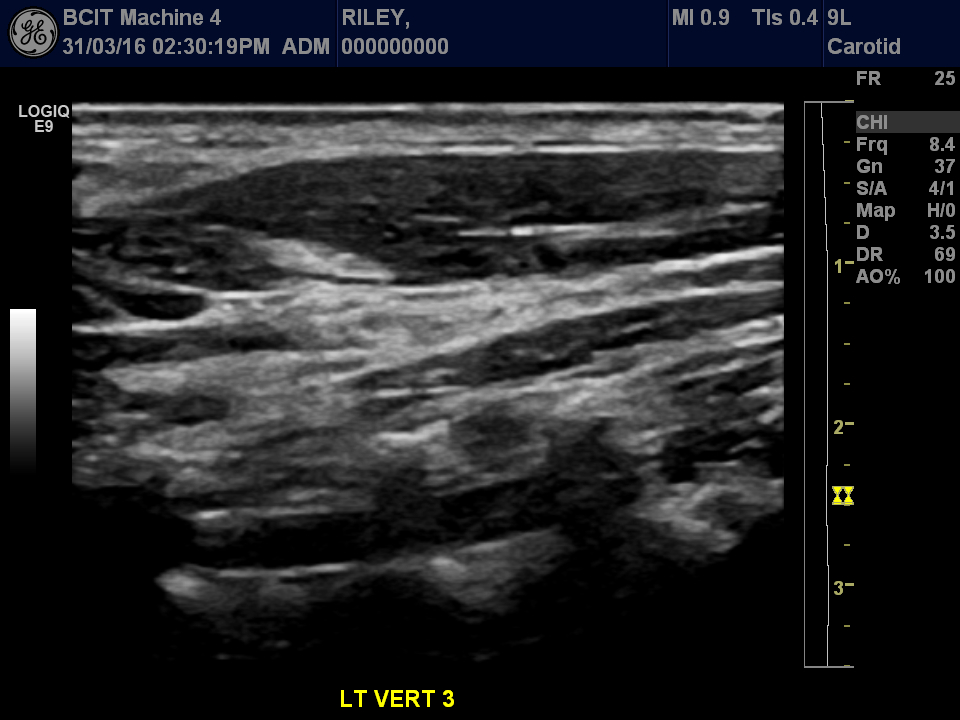 GE
BCIT Machine 4
31/03/16 02:30:19PM ADM
RILEY,
000000000
MI 0.9 TIs 0.4
9L
Carotid
LOGIQ
E9
FR 25
CHI
Frq 8.4
Gn 37
S/A 4/1
Map H/0
D 3.5
DR 69
AO% 100
1
2
3
LT VERT 3